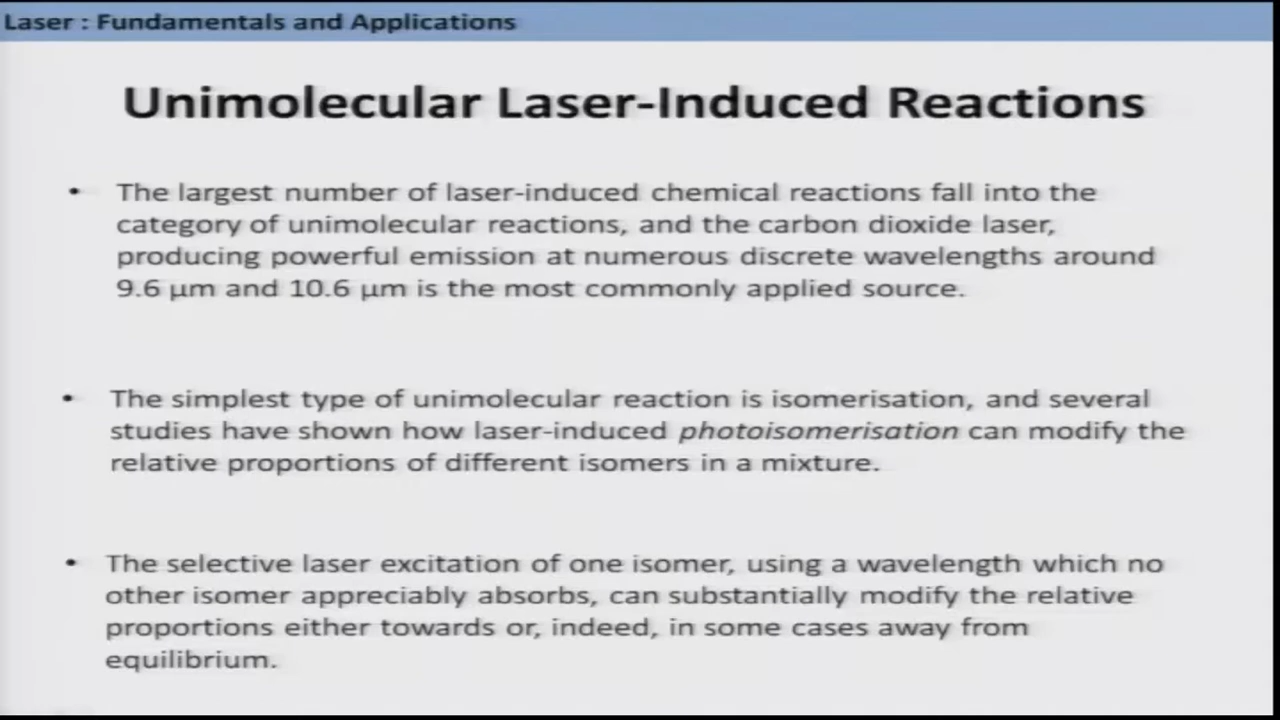 Laser : Fundamentals and Applications
Unimolecular Laser-Induced Reactions
• The largest number of laser-induced chemical reactions fall into the
category of unimolecular reactions, and the carbon dioxide laser,
producing powerful emission at numerous discrete wavelengths around
9.6 µm and 10.6 µm is the most commonly applied source.
• The simplest type of unimolecular reaction is isomerisation, and several
studies have shown how laser-induced photoisomerisation can modify the
relative proportions of different isomers in a mixture.
• The selective laser excitation of one isomer, using a wavelength which no
other isomer appreciably absorbs, can substantially modify the relative
proportions either towards or, indeed, in some cases away from
equilibrium.